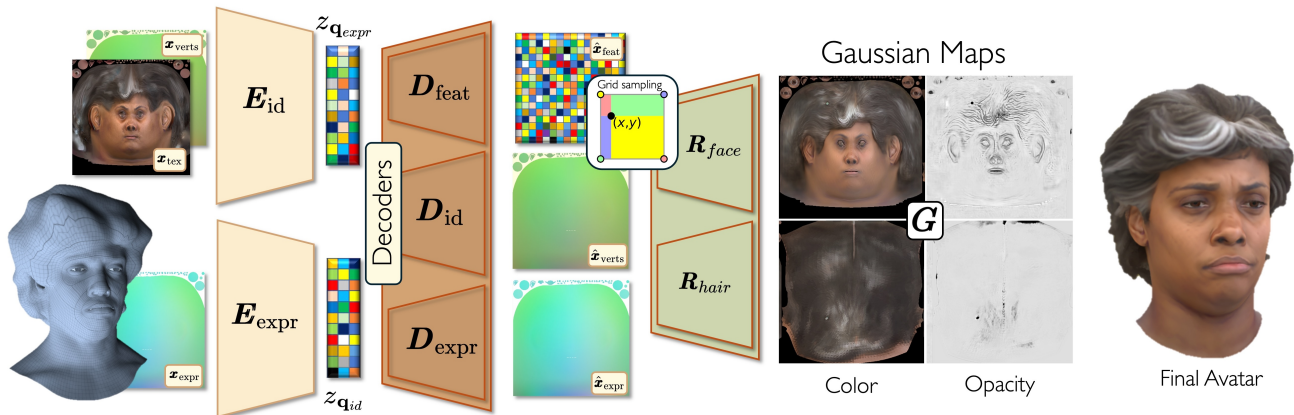 x_verts
x_tex
E_id
z_q_expr
x_expr
E_expr
z_q_id
Decoders
D_feat
D_id
D_expr
x̂_feat
Grid sampling
(x,y)
x̂_verts
x̂_expr
R_face
R_hair
Gaussian Maps
G
Color
Opacity
Final Avatar